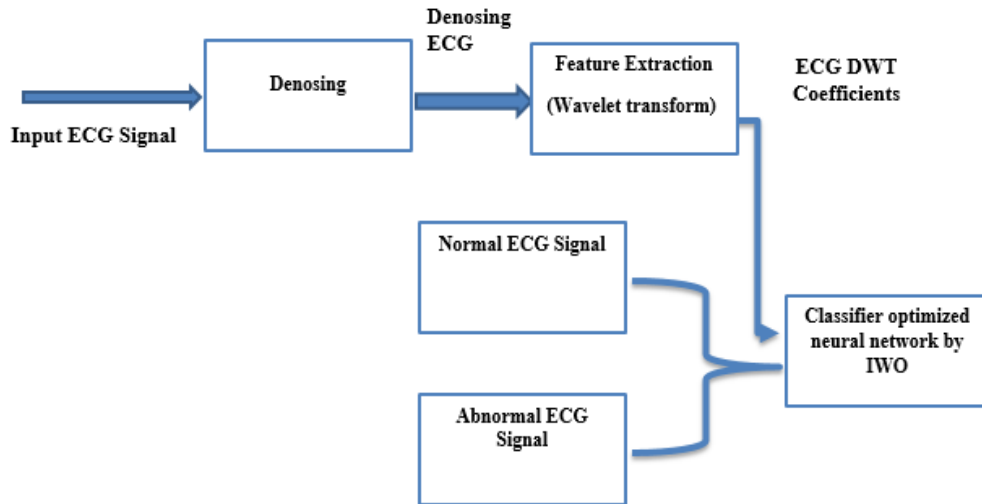 Input ECG Signal
Denosing
Denosing
ECG
Feature Extraction
(Wavelet transform)
ECG DWT
Coefficients
Normal ECG Signal
Abnormal ECG
Signal
Classifier optimized
neural network by
IWO